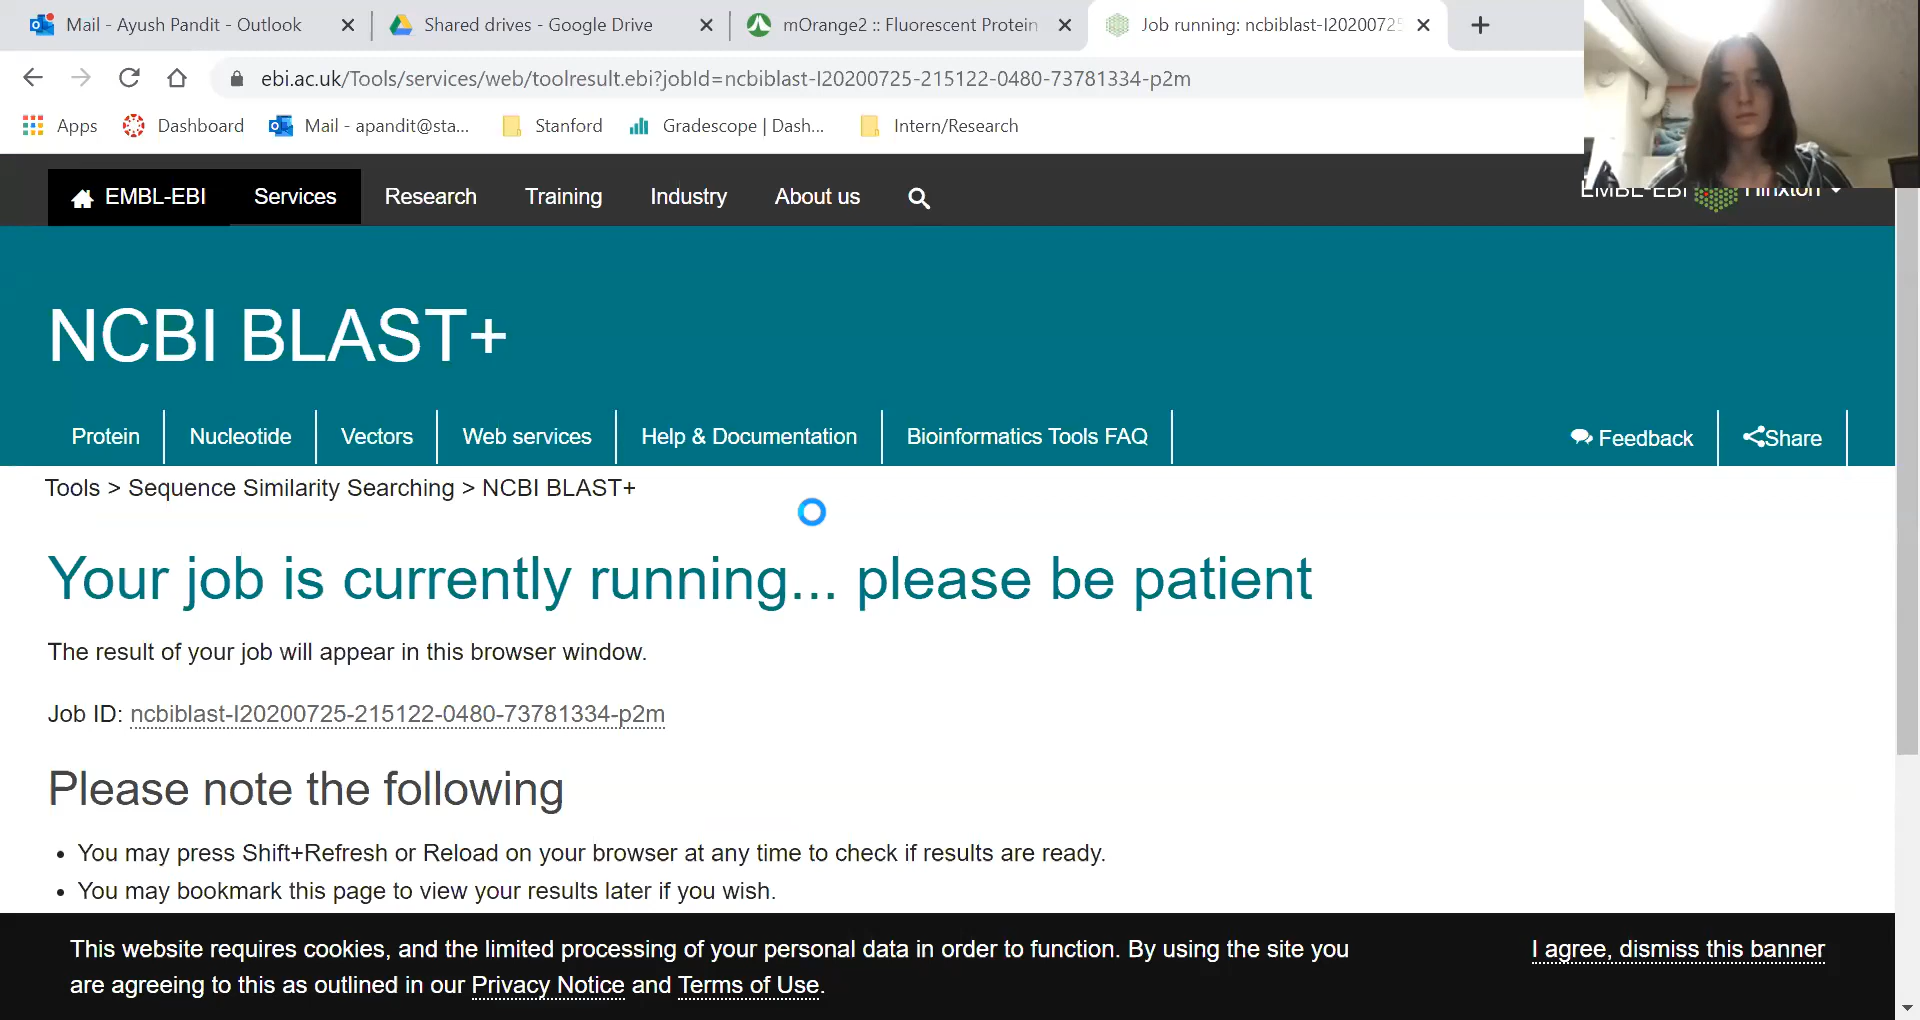 Mail - Ayush Pandit - Outlook
Shared drives - Google Drive
mOrange2 :: Fluorescent Protein
Job running: ncbiblast-I2020072
ebi.ac.uk/Tools/services/web/toolresult.ebi?jobId=ncbiblast-I20200725-215122-0480-73781334-p2m
Apps
Dashboard
Mail - apandit@sta...
Stanford
Gradescope | Dash...
Intern/Research
EMBL-EBI
Services
Research
Training
Industry
About us
EMBL-EBI
Hinxton
NCBI BLAST+
Protein
Nucleotide
Vectors
Web services
Help & Documentation
Bioinformatics Tools FAQ
Feedback
Share
Tools > Sequence Similarity Searching > NCBI BLAST+
Your job is currently running... please be patient
The result of your job will appear in this browser window.
Job ID: ncbiblast-I20200725-215122-0480-73781334-p2m
Please note the following
• You may press Shift+Refresh or Reload on your browser at any time to check if results are ready.
• You may bookmark this page to view your results later if you wish.
This website requires cookies, and the limited processing of your personal data in order to function. By using the site you
are agreeing to this as outlined in our Privacy Notice and Terms of Use.
I agree, dismiss this banner